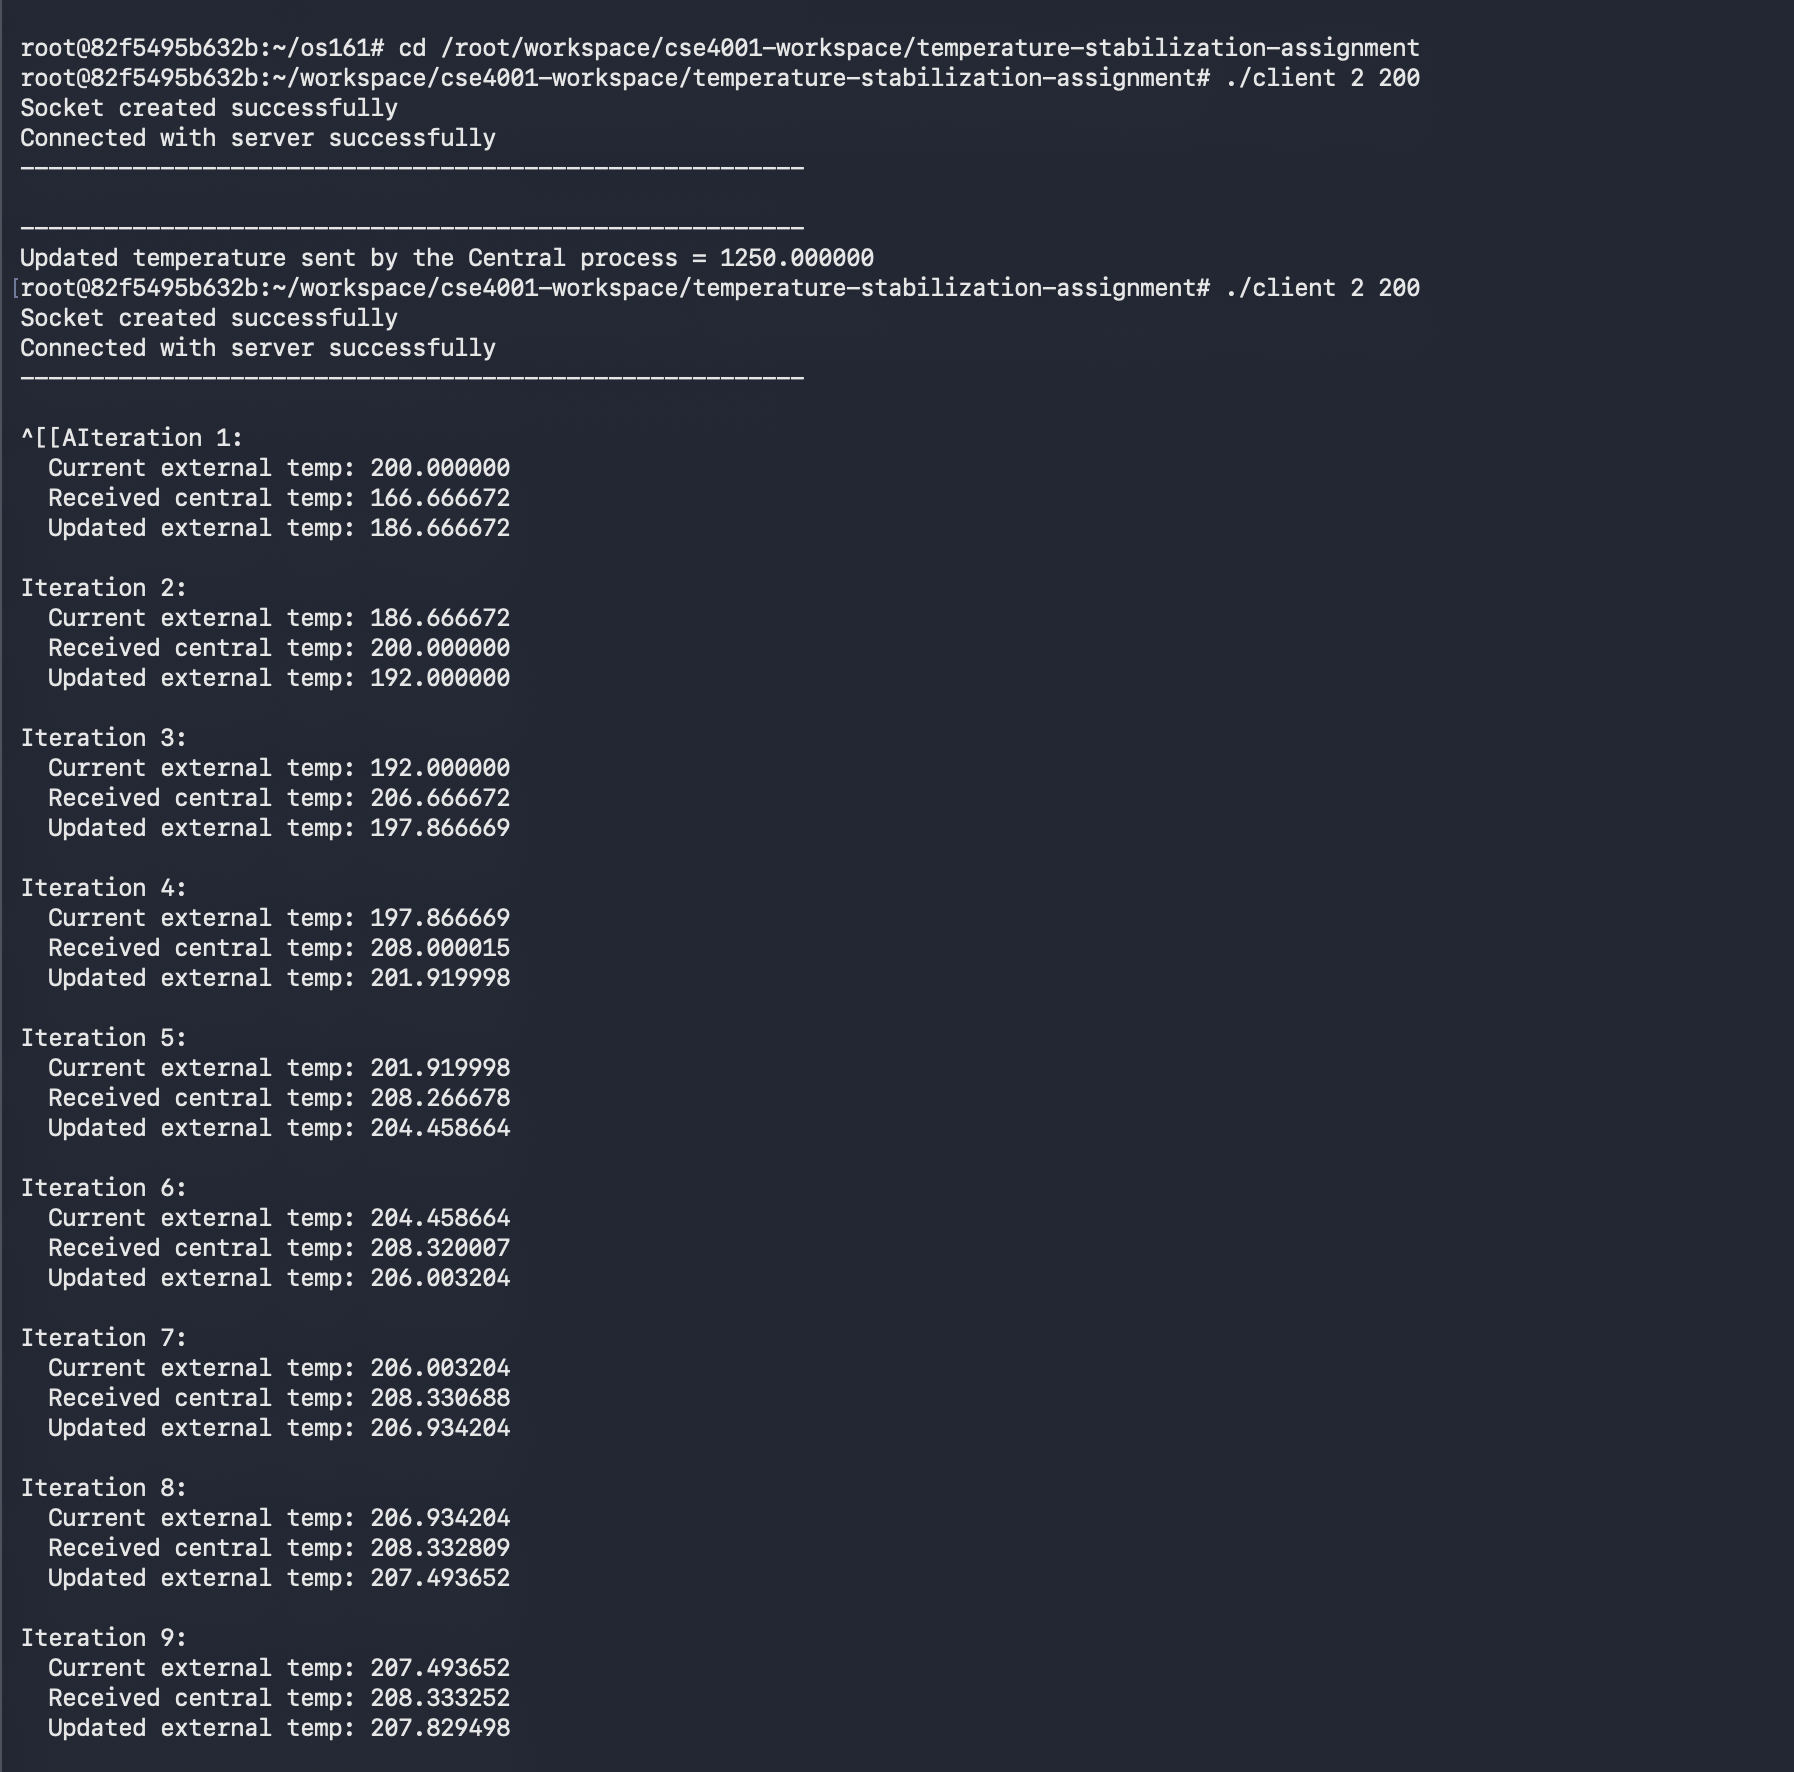 root@82f5495b632b:~/os161# cd /root/workspace/cse4001-workspace/temperature-stabilization-assignment
root@82f5495b632b:~/workspace/cse4001-workspace/temperature-stabilization-assignment# ./client 2 200
Socket created successfully
Connected with server successfully
--------------------------------------------------------
--------------------------------------------------------
Updated temperature sent by the Central process = 1250.000000
[root@82f5495b632b:~/workspace/cse4001-workspace/temperature-stabilization-assignment# ./client 2 200
Socket created successfully
Connected with server successfully
--------------------------------------------------------
^[[AIteration 1:
  Current external temp: 200.000000
  Received central temp: 166.666672
  Updated external temp: 186.666672
Iteration 2:
  Current external temp: 186.666672
  Received central temp: 200.000000
  Updated external temp: 192.000000
Iteration 3:
  Current external temp: 192.000000
  Received central temp: 206.666672
  Updated external temp: 197.866669
Iteration 4:
  Current external temp: 197.866669
  Received central temp: 208.000015
  Updated external temp: 201.919998
Iteration 5:
  Current external temp: 201.919998
  Received central temp: 208.266678
  Updated external temp: 204.458664
Iteration 6:
  Current external temp: 204.458664
  Received central temp: 208.320007
  Updated external temp: 206.003204
Iteration 7:
  Current external temp: 206.003204
  Received central temp: 208.330688
  Updated external temp: 206.934204
Iteration 8:
  Current external temp: 206.934204
  Received central temp: 208.332809
  Updated external temp: 207.493652
Iteration 9:
  Current external temp: 207.493652
  Received central temp: 208.333252
  Updated external temp: 207.829498